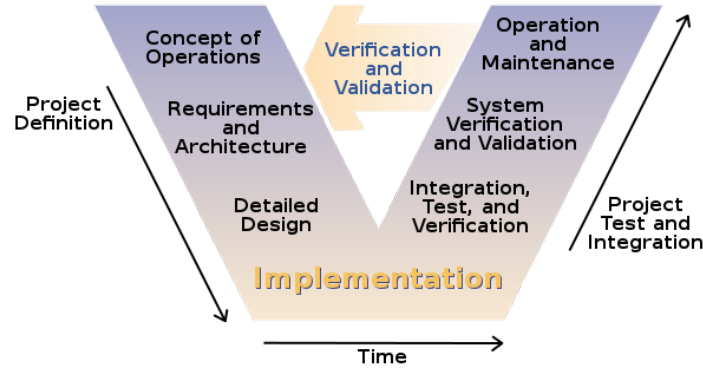 Concept of
Operations
Verification
and
Validation
Operation
and
Maintenance
Project
Definition
Requirements
and
Architecture
System
Verification
and Validation
Detailed
Design
Integration,
Test, and
Verification
Project
Test and
Integration
Implementation
Time